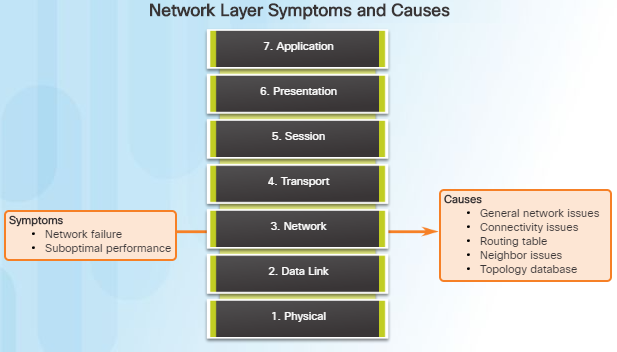 Network Layer Symptoms and Causes
7. Application
6. Presentation
5. Session
4. Transport
3. Network
2. Data Link
1. Physical
Symptoms
• Network failure
• Suboptimal performance
Causes
• General network issues
• Connectivity issues
• Routing table
• Neighbor issues
• Topology database